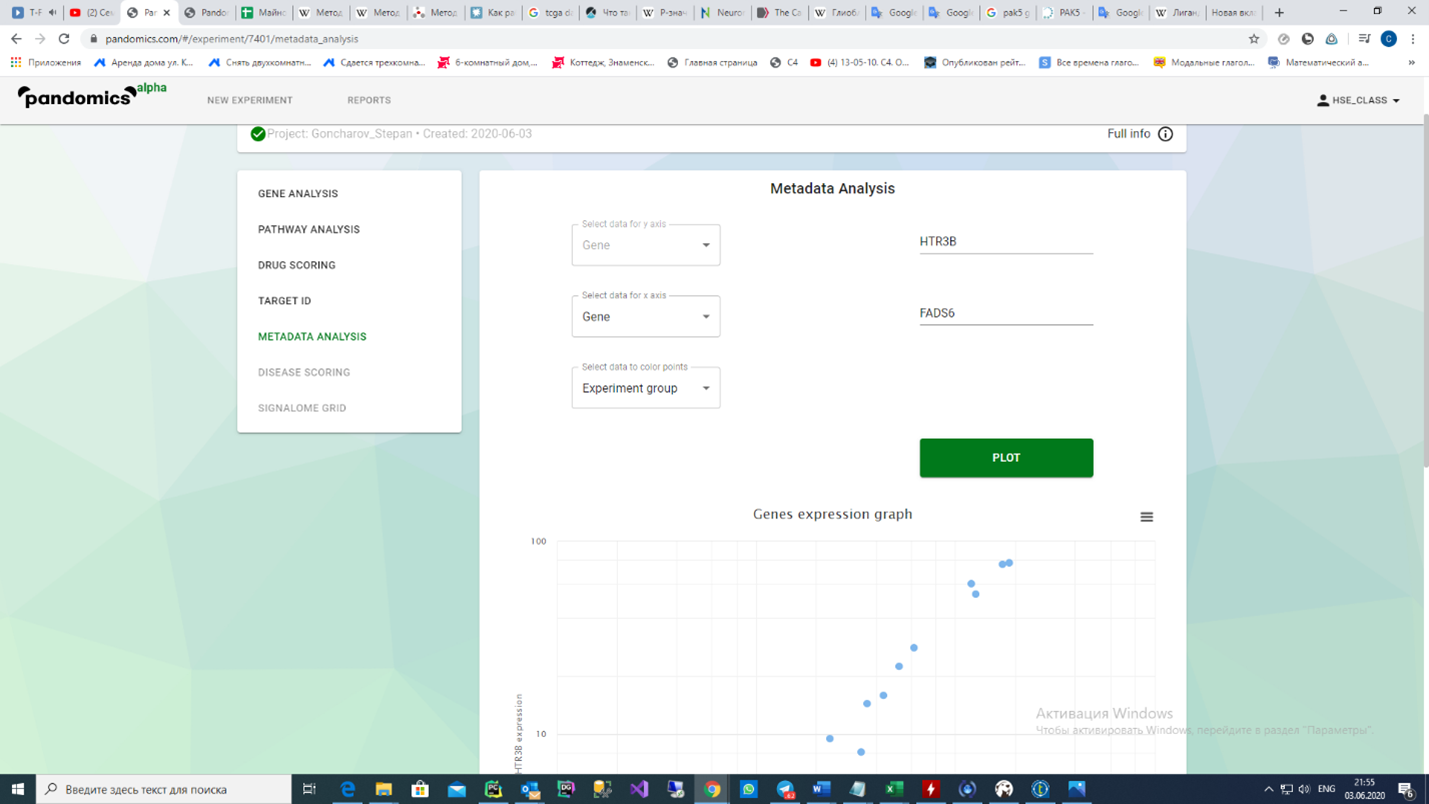 T-F
(2) Сем
Par
Pando
Майнс
Метод
Метод
Метод
Как ра
tcga da
Что та
P-знач
Neuro
The Ca
Глиоб
Google
Google
pak5 g
PAK5 -
Google
Лиган
Новая вкл
pandomics.com/#/experiment/7401/metadata_analysis
C
Приложения
Аренда дома ул. К...
Снять двухкомнатн...
Сдается трехкомна...
6-комнатный дом,...
Коттедж, Знаменск...
Главная страница
C4
(4) 13-05-10. С4. О...
Опубликован рейт...
Все времена глаго...
Модальные глагол...
Математический а...
pandomics alpha
NEW EXPERIMENT
REPORTS
HSE_CLASS
Project: Goncharov_Stepan • Created: 2020-06-03
Full info
GENE ANALYSIS
PATHWAY ANALYSIS
DRUG SCORING
TARGET ID
METADATA ANALYSIS
DISEASE SCORING
SIGNALOME GRID
Metadata Analysis
Select data for y axis
Gene
HTR3B
Select data for x axis
Gene
FADS6
Select data to color points
Experiment group
PLOT
Genes expression graph
100
10
HTR3B expression
Активация Windows
Чтобы активировать Windows, перейдите в раздел "Параметры".
Введите здесь текст для поиска
ENG
21:55
03.06.2020
6